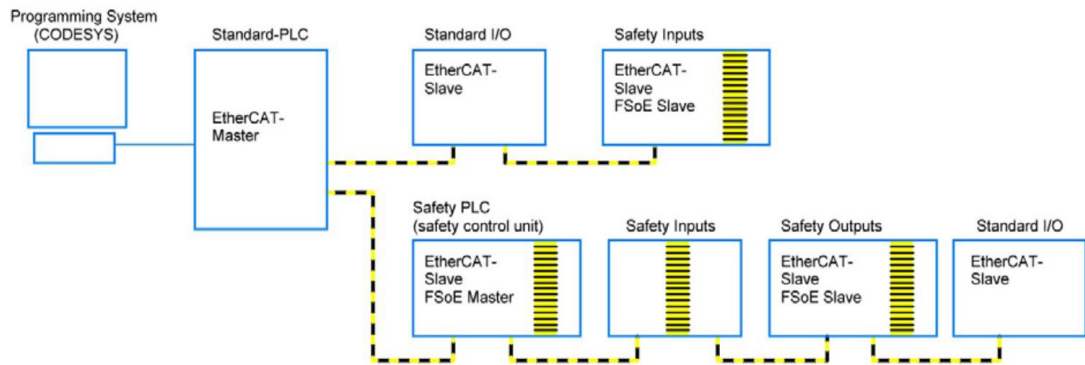 Programming System
(CODESYS)
Standard-PLC
EtherCAT-
Master
Standard I/O
EtherCAT-
Slave
Safety Inputs
EtherCAT-
Slave
FSoE Slave
Safety PLC
(safety control unit)
EtherCAT-
Slave
FSoE Master
Safety Inputs
Safety Outputs
EtherCAT-
Slave
FSoE Slave
Standard I/O
EtherCAT-
Slave